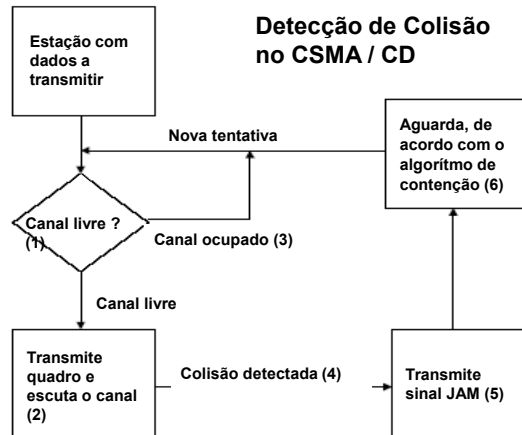 Detecção de Colisão
no CSMA / CD
Estação com
dados a
transmitir
Nova tentativa
Aguarda, de
acordo com o
algorítmo de
contenção (6)
Canal livre ?
(1)
Canal ocupado (3)
Canal livre
Transmite
quadro e
escuta o canal
(2)
Colisão detectada (4)
Transmite
sinal JAM (5)